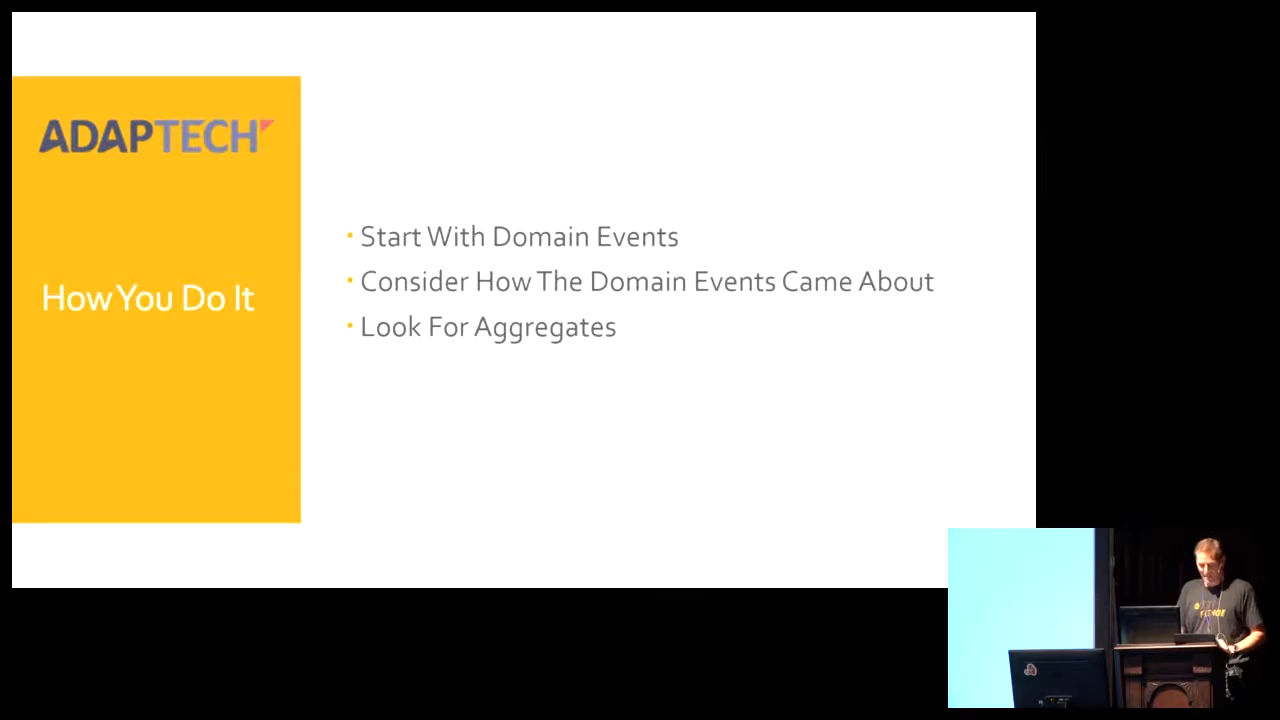 ADAPTECH
How You Do It
Start With Domain Events
Consider How The Domain Events Came About
Look For Aggregates